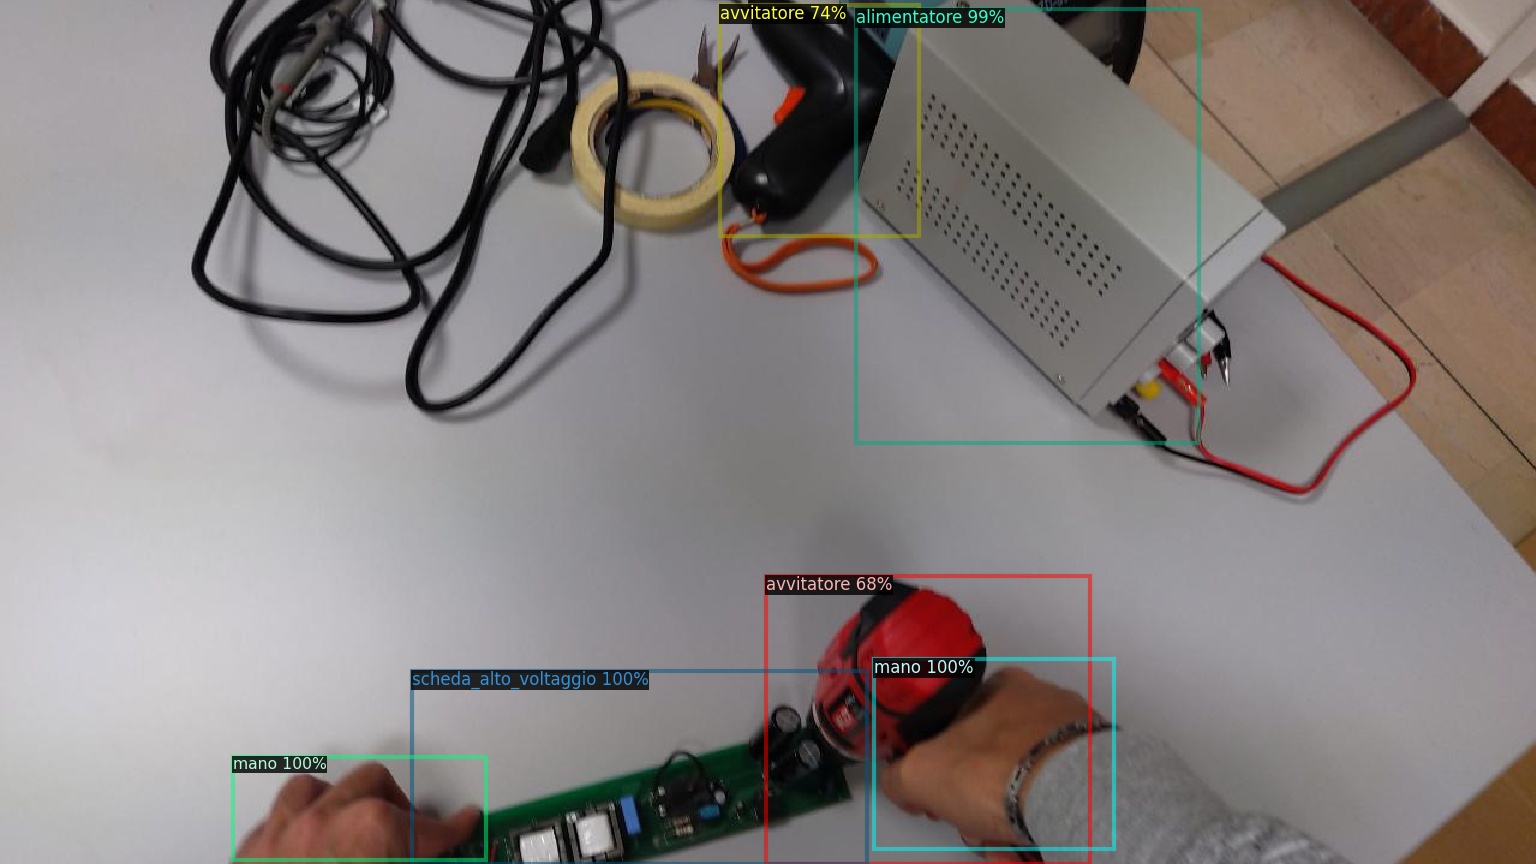 avvitatore 74%
alimentatore 99%
avvitatore 68%
mano 100%
scheda_alto_voltaggio 100%
mano 100%